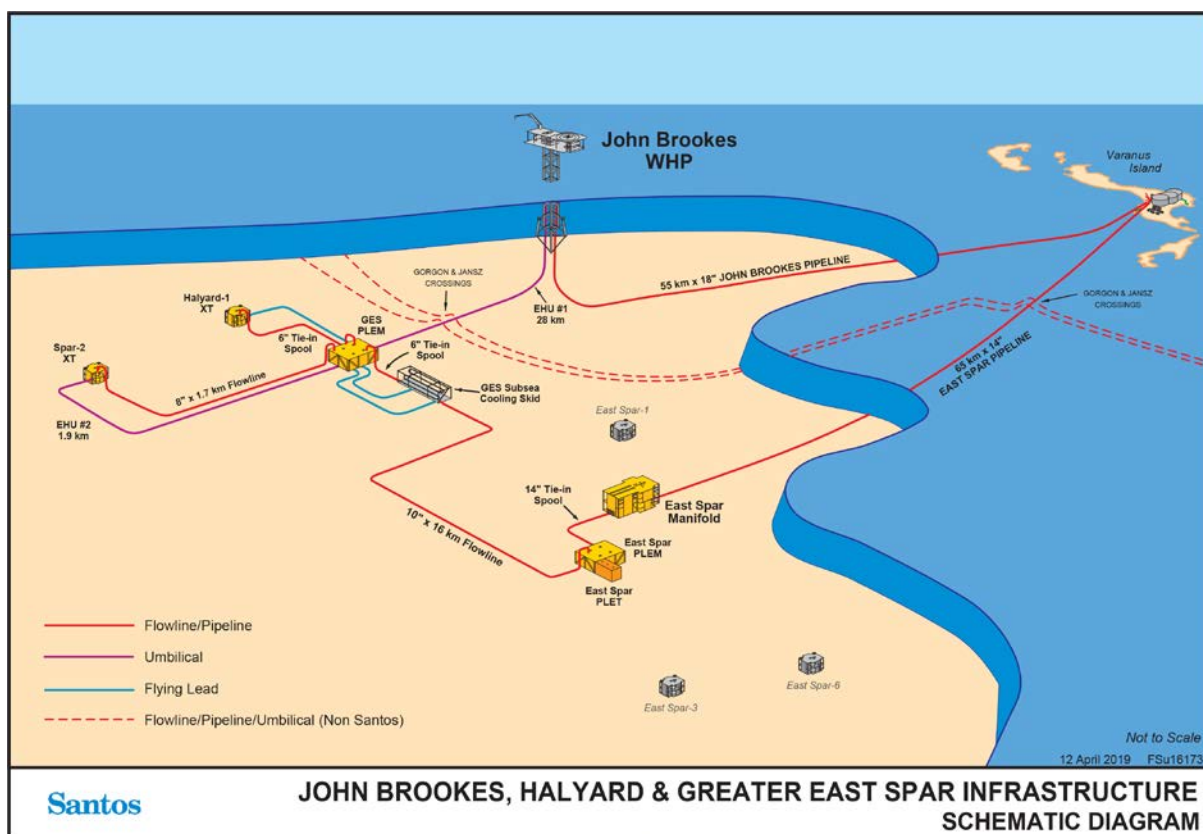 John Brookes
WHP
Varanus
Island
GORGON & JANSZ
CROSSINGS
55 km x 18" JOHN BROOKES PIPELINE
EHU #1
28 km
Halyard-1
XT
GES
PLEM
6" Tie-in
Spool
6" Tie-in
Spool
GORGON & JANSZ
CROSSINGS
65 km x 14"
EAST SPAR PIPELINE
Spar-2
XT
8" x 1.7 km Flowline
GES Subsea
Cooling Skid
EHU #2
1.9 km
East Spar-1
14" Tie-in
Spool
East Spar
Manifold
10" x 16 km Flowline
East Spar
PLEM
East Spar
PLET
Flowline/Pipeline
Umbilical
Flying Lead
Flowline/Pipeline/Umbilical (Non Santos)
East Spar-6
East Spar-3
Not to Scale
12 April 2019 FSu16173
Santos
JOHN BROOKES, HALYARD & GREATER EAST SPAR INFRASTRUCTURE
SCHEMATIC DIAGRAM